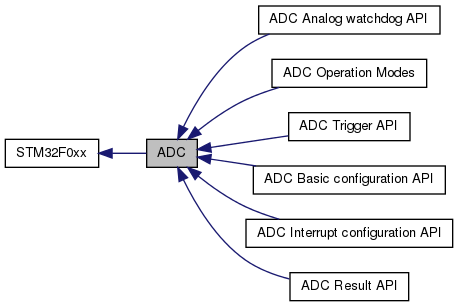 ADC Analog watchdog API
ADC Operation Modes
ADC Trigger API
STM32F0xx
ADC
ADC Basic configuration API
ADC Interrupt configuration API
ADC Result API